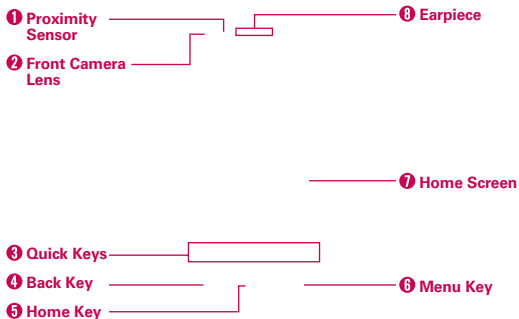 ❶ Proximity
Sensor
❷ Front Camera
Lens
❸ Quick Keys
❹ Back Key
❺ Home Key
❽ Earpiece
❼ Home Screen
❻ Menu Key